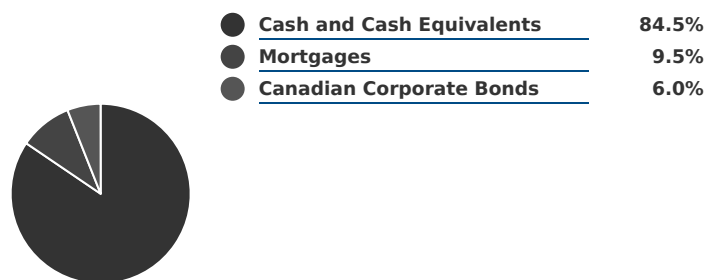 Cash and Cash Equivalents 84.5%
Mortgages 9.5%
Canadian Corporate Bonds 6.0%